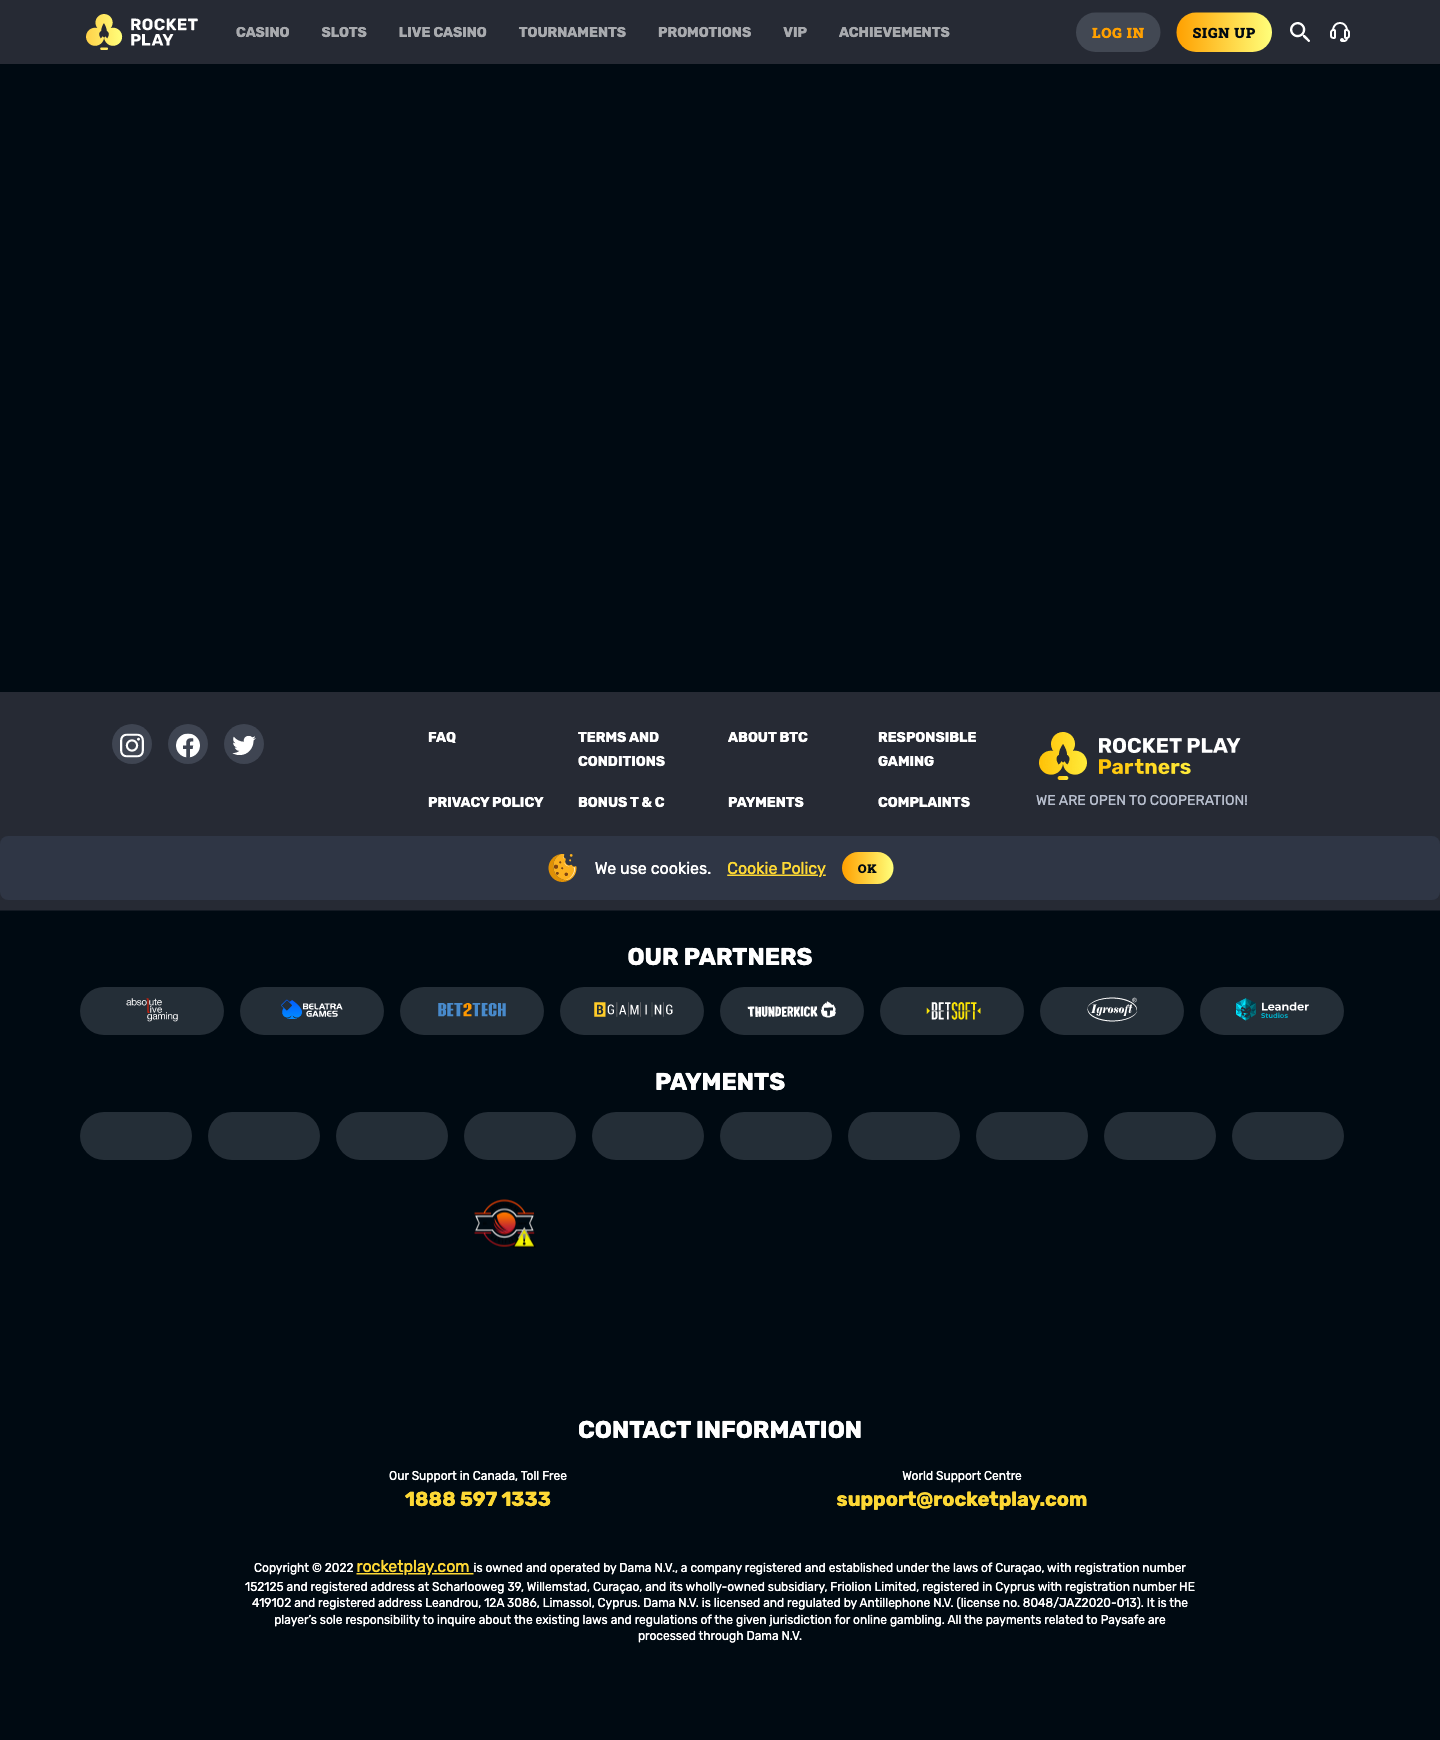 ROCKET PLAY
CASINO
SLOTS
LIVE CASINO
TOURNAMENTS
PROMOTIONS
VIP
ACHIEVEMENTS
LOG IN
SIGN UP
FAQ
TERMS AND CONDITIONS
ABOUT BTC
RESPONSIBLE GAMING
PRIVACY POLICY
BONUS T & C
PAYMENTS
COMPLAINTS
ROCKET PLAY
Partners
WE ARE OPEN TO COOPERATION!
We use cookies. Cookie Policy OK
OUR PARTNERS
absolute live gaming
BELATRA GAMES
BET2TECH
BGAMING
THUNDERKICK
BETSOFT
Igrosoft
Leander Studios
PAYMENTS
CONTACT INFORMATION
Our Support in Canada, Toll Free
1888 597 1333
World Support Centre
support@rocketplay.com
Copyright © 2022 rocketplay.com is owned and operated by Dama N.V., a company registered and established under the laws of Curaçao, with registration number
152125 and registered address at Scharlooweg 39, Willemstad, Curaçao, and its wholly-owned subsidiary, Friolion Limited, registered in Cyprus with registration number HE
419102 and registered address Leandrou, 12A 3086, Limassol, Cyprus. Dama N.V. is licensed and regulated by Antillephone N.V. (license no. 8048/JAZ2020-013). It is the
player's sole responsibility to inquire about the existing laws and regulations of the given jurisdiction for online gambling. All the payments related to Paysafe are
processed through Dama N.V.